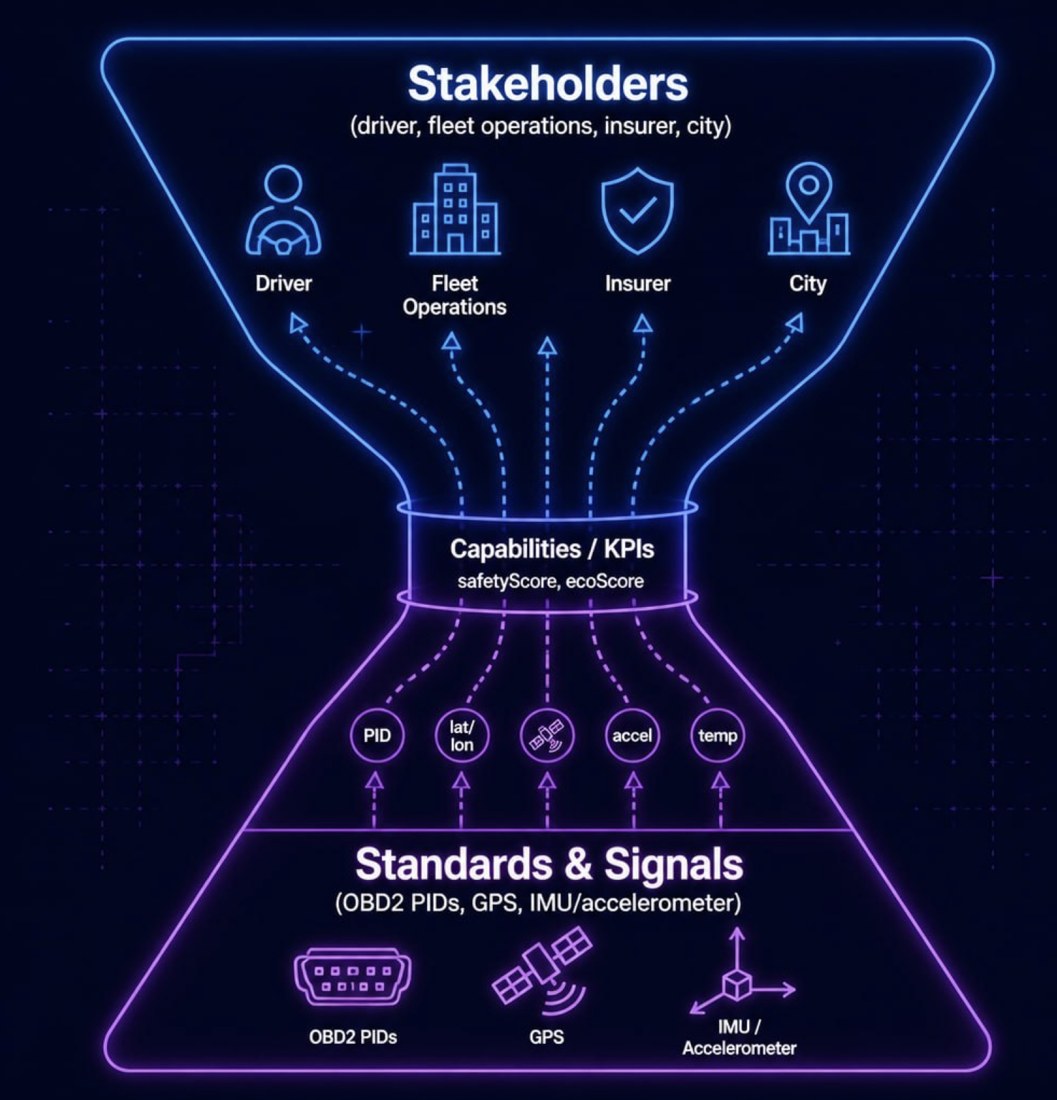 Stakeholders
(driver, fleet operations, insurer, city)
Driver
Fleet
Operations
Insurer
City
Capabilities / KPIs
safetyScore, ecoScore
PID
lat/
lon
accel
temp
Standards & Signals
(OBD2 PIDs, GPS, IMU/accelerometer)
OBD2 PIDs
GPS
IMU /
Accelerometer